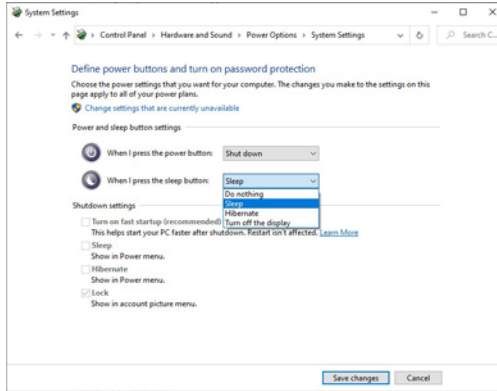 System Settings
Control Panel > Hardware and Sound > Power Options > System Settings
Search C...
Define power buttons and turn on password protection
Choose the power settings that you want for your computer. The changes you make to the settings on this
page apply to all of your power plans.
Change settings that are currently unavailable
Power and sleep button settings
When I press the power button: Shut down
When I press the sleep button: Sleep
Do nothing
Sleep
Hibernate
Turn off the display
Shutdown settings
Turn on fast startup (recommended)
This helps start your PC faster after shutdown. Restart isn't affected. Learn More
Sleep
Show in Power menu.
Hibernate
Show in Power menu.
Lock
Show in account picture menu.
Save changes Cancel